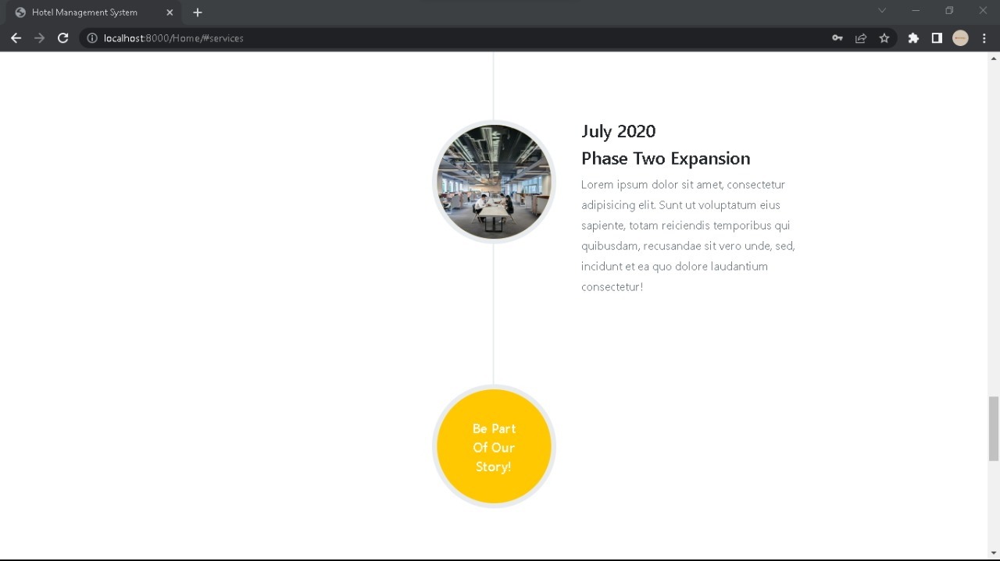 Hotel Management System
localhost:8000/Home/#services
July 2020
Phase Two Expansion
Lorem ipsum dolor sit amet, consectetur
adipisicing elit. Sunt ut voluptatum eius
sapiente, totam reiciendis temporibus qui
quibusdam, recusandae sit vero unde, sed,
incidunt et ea quo dolore laudantium
consectetur!
Be Part
Of Our
Story!